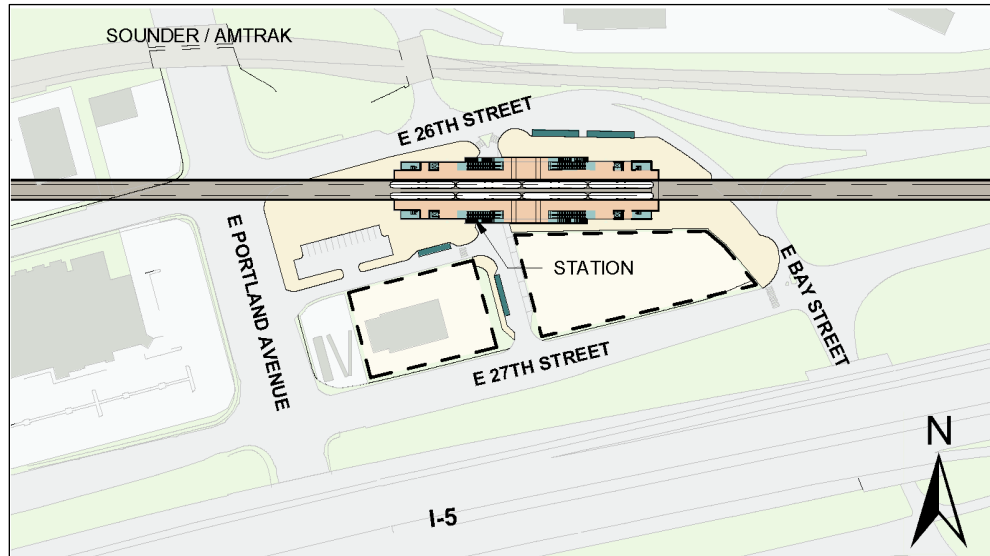 SOUNDER / AMTRAK
E 26TH STREET
E PORTLAND AVENUE
STATION
E BAY STREET
E 27TH STREET
N
I-5